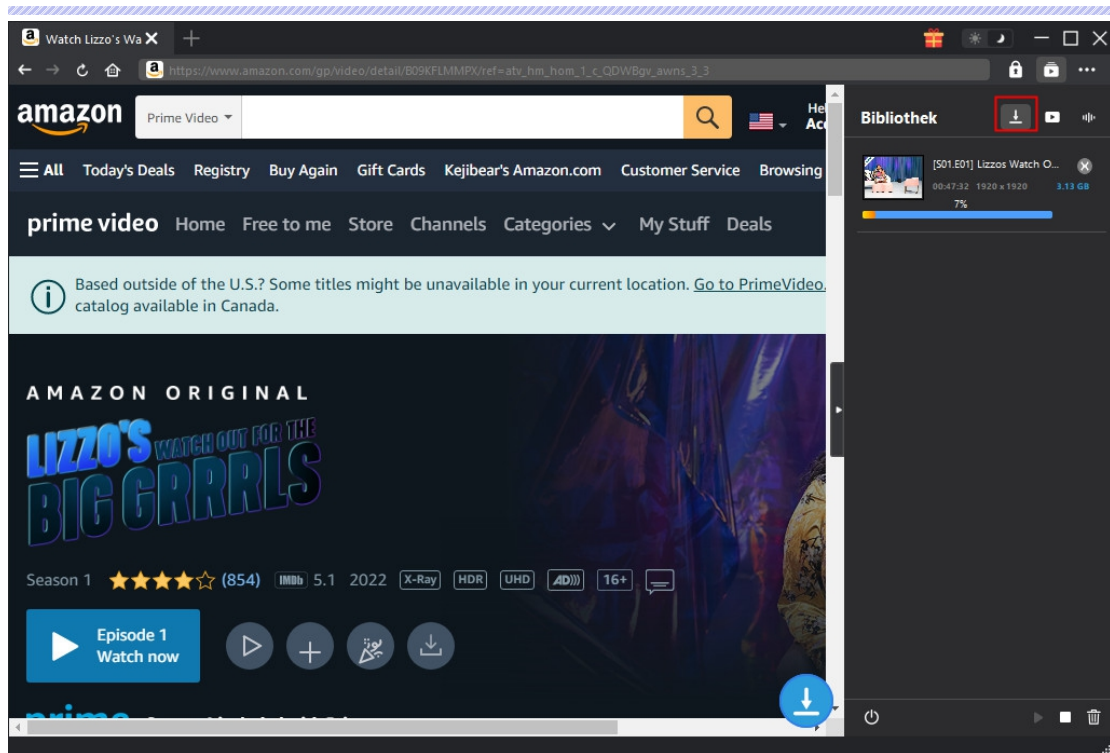 Watch Lizzo's Wa
https://www.amazon.com/gp/video/detail/B09KFLMMPX/ref=atv_hm_hom_1_c_QDWBgv_awns_3_3
amazon
Prime Video
Hel
Acc
All Today's Deals Registry Buy Again Gift Cards Kejibear's Amazon.com Customer Service Browsing
prime video Home Free to me Store Channels Categories My Stuff Deals
Based outside of the U.S.? Some titles might be unavailable in your current location. Go to PrimeVideo.
catalog available in Canada.
AMAZON ORIGINAL
LIZZO'S WATCH OUT FOR THE
BIG GRRRLS
Season 1 (854) IMDb 5.1 2022 X-Ray HDR UHD AD))) 16+
Episode 1
Watch now
Bibliothek
[S01.E01] Lizzos Watch O...
00:47:32 1920 x 1920 3.13 GB
7%